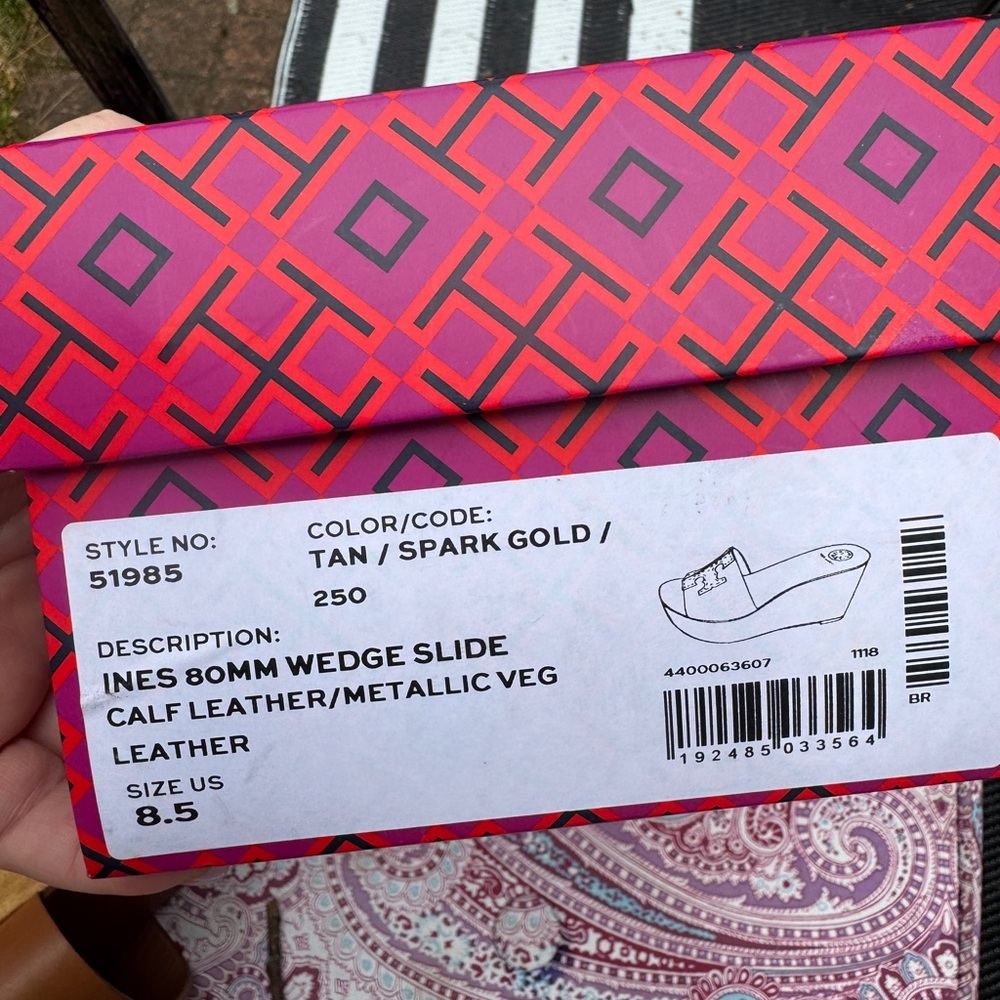 STYLE NO:
51985
COLOR/CODE:
TAN / SPARK GOLD /
250
DESCRIPTION:
INES 80MM WEDGE SLIDE
CALF LEATHER/METALLIC VEG
LEATHER
SIZE US
8.5
4400063607 1118
192485033564
BR